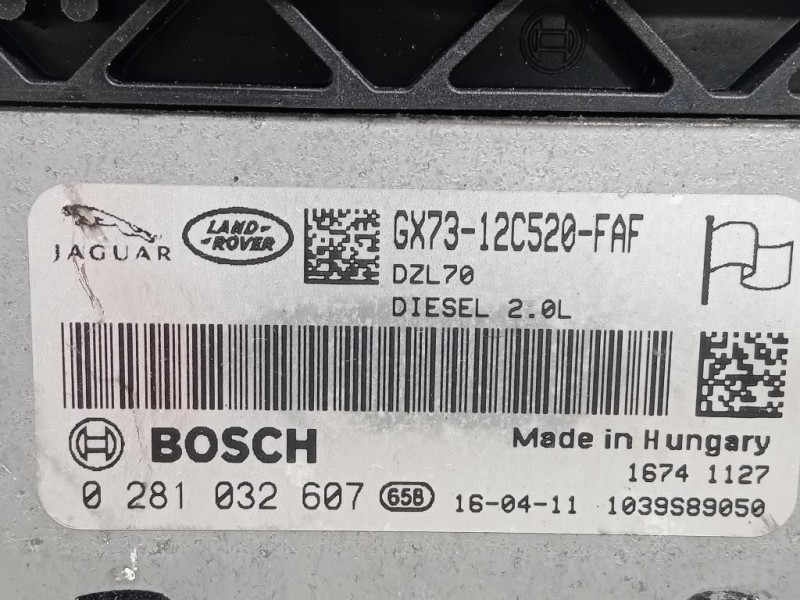 JAGUAR
LAND-
-ROVER
GX73-12C520-FAF
DZL70
DIESEL 2.0L
BOSCH
Made in Hungary
1674 1127
0 281 032 607 65B 16-04-11 1039S89050